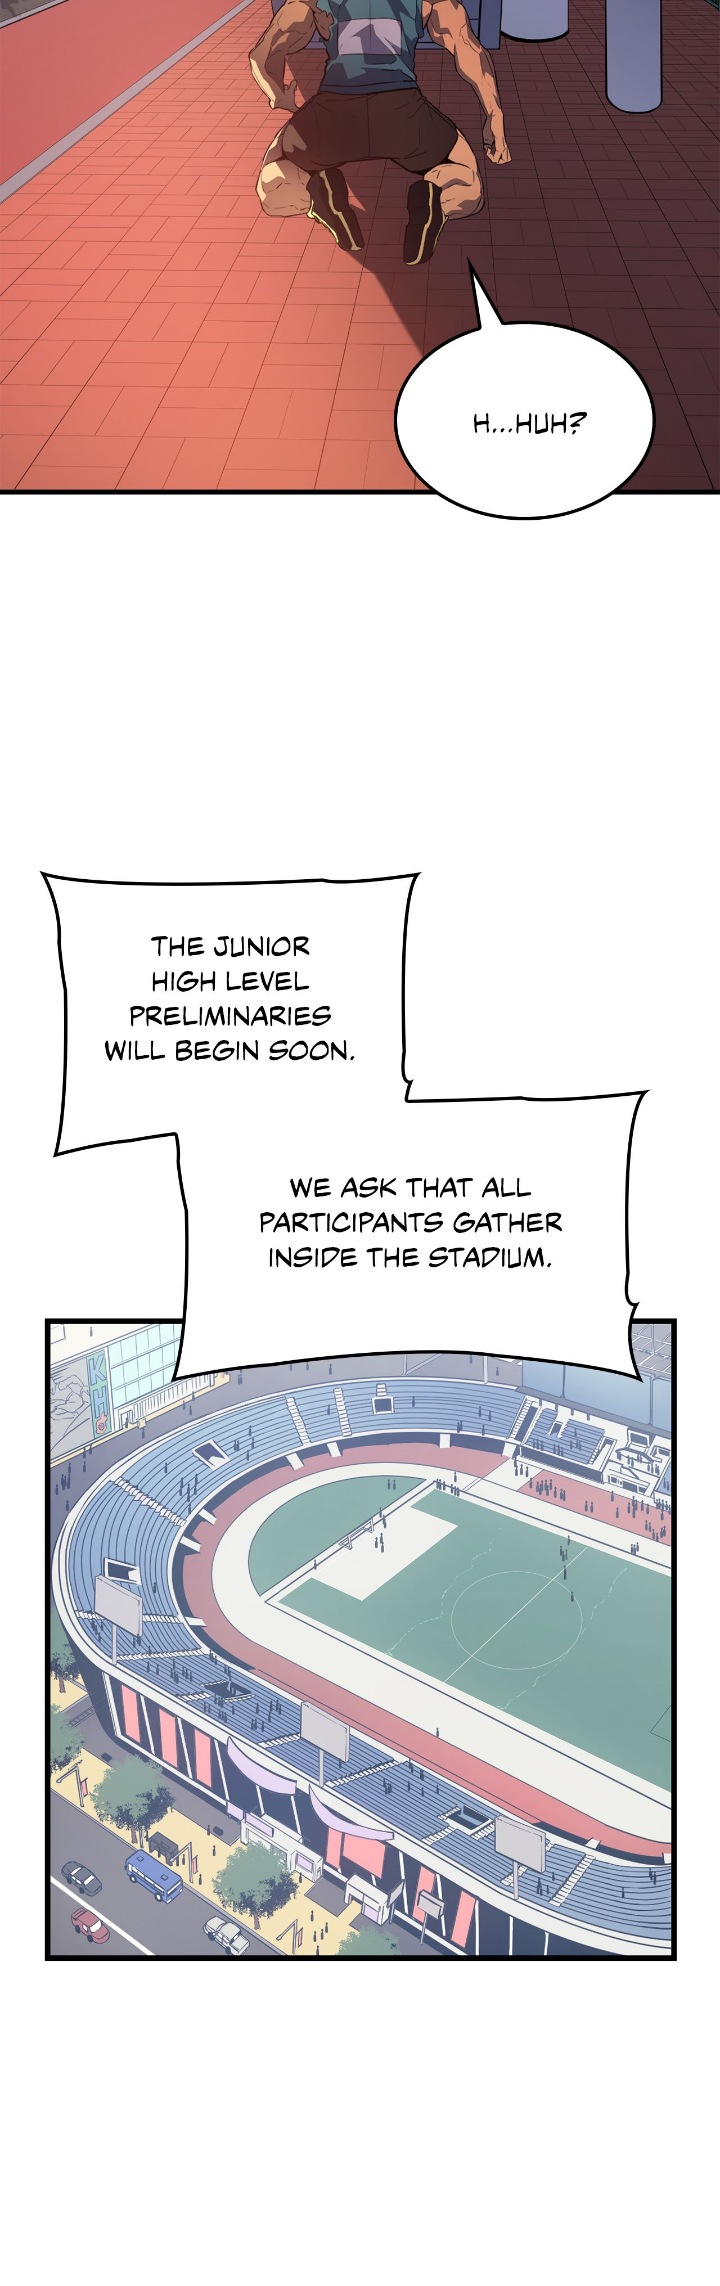 H...HUH?
THE JUNIOR
HIGH LEVEL
PRELIMINARIES
WILL BEGIN SOON.
WE ASK THAT ALL
PARTICIPANTS GATHER
INSIDE THE STADIUM.